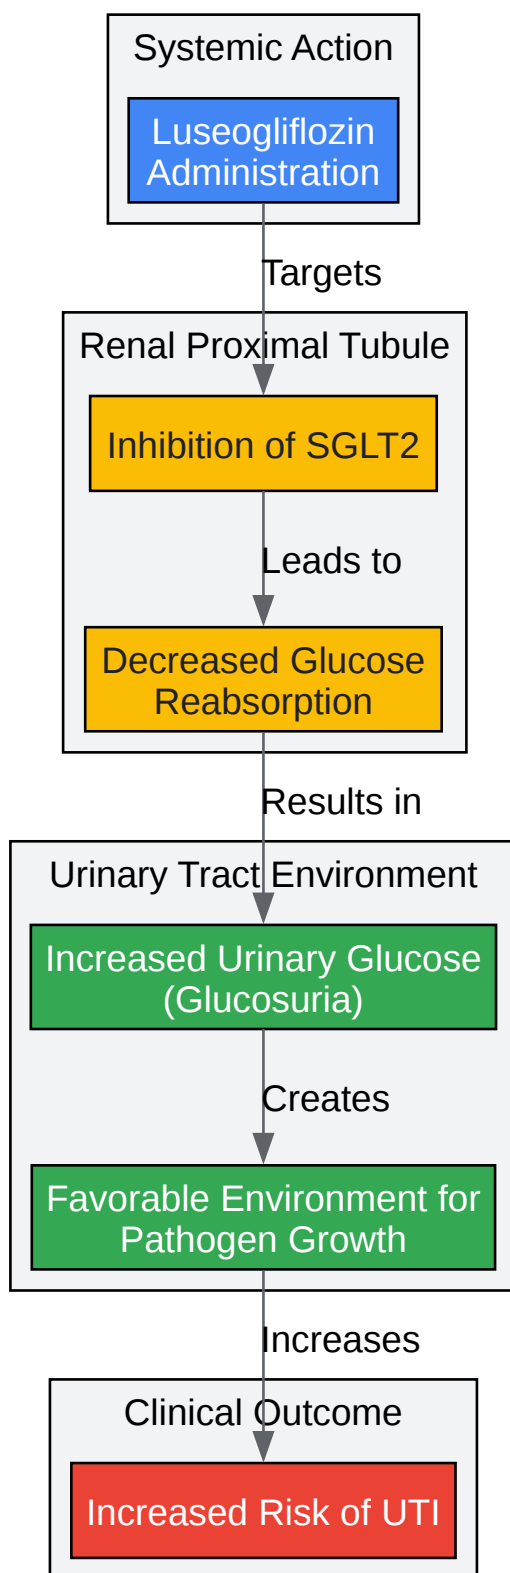 Systemic Action
Luseogliflozin
Administration
Targets
Renal Proximal Tubule
Inhibition of SGLT2
Leads to
Decreased Glucose
Reabsorption
Results in
Urinary Tract Environment
Increased Urinary Glucose
(Glucosuria)
Creates
Favorable Environment for
Pathogen Growth
Increases
Clinical Outcome
Increased Risk of UTI